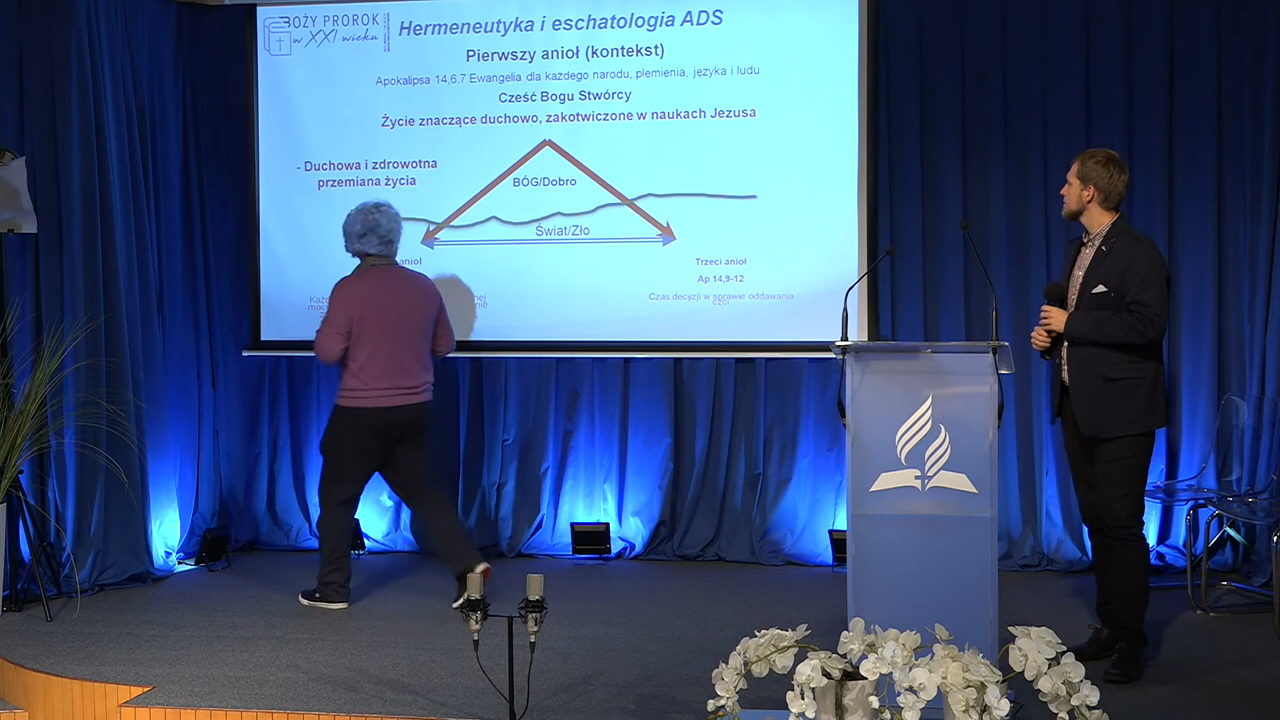 BOŻY PROROK
w XXI wieku
Hermeneutyka i eschatologia ADS
Pierwszy anioł (kontekst)
Apokalipsa 14,6.7 Ewangelia dla każdego narodu, plemienia, języka i ludu
Cześć Bogu Stwórcy
Życie znaczące duchowo, zakotwiczone w naukach Jezusa
- Duchowa i zdrowotna
przemiana życia
BÓG/Dobro
Świat/Zło
anioł
Trzeci anioł
Ap 14,9-12
Czas decyzji w sprawie oddawania
czci